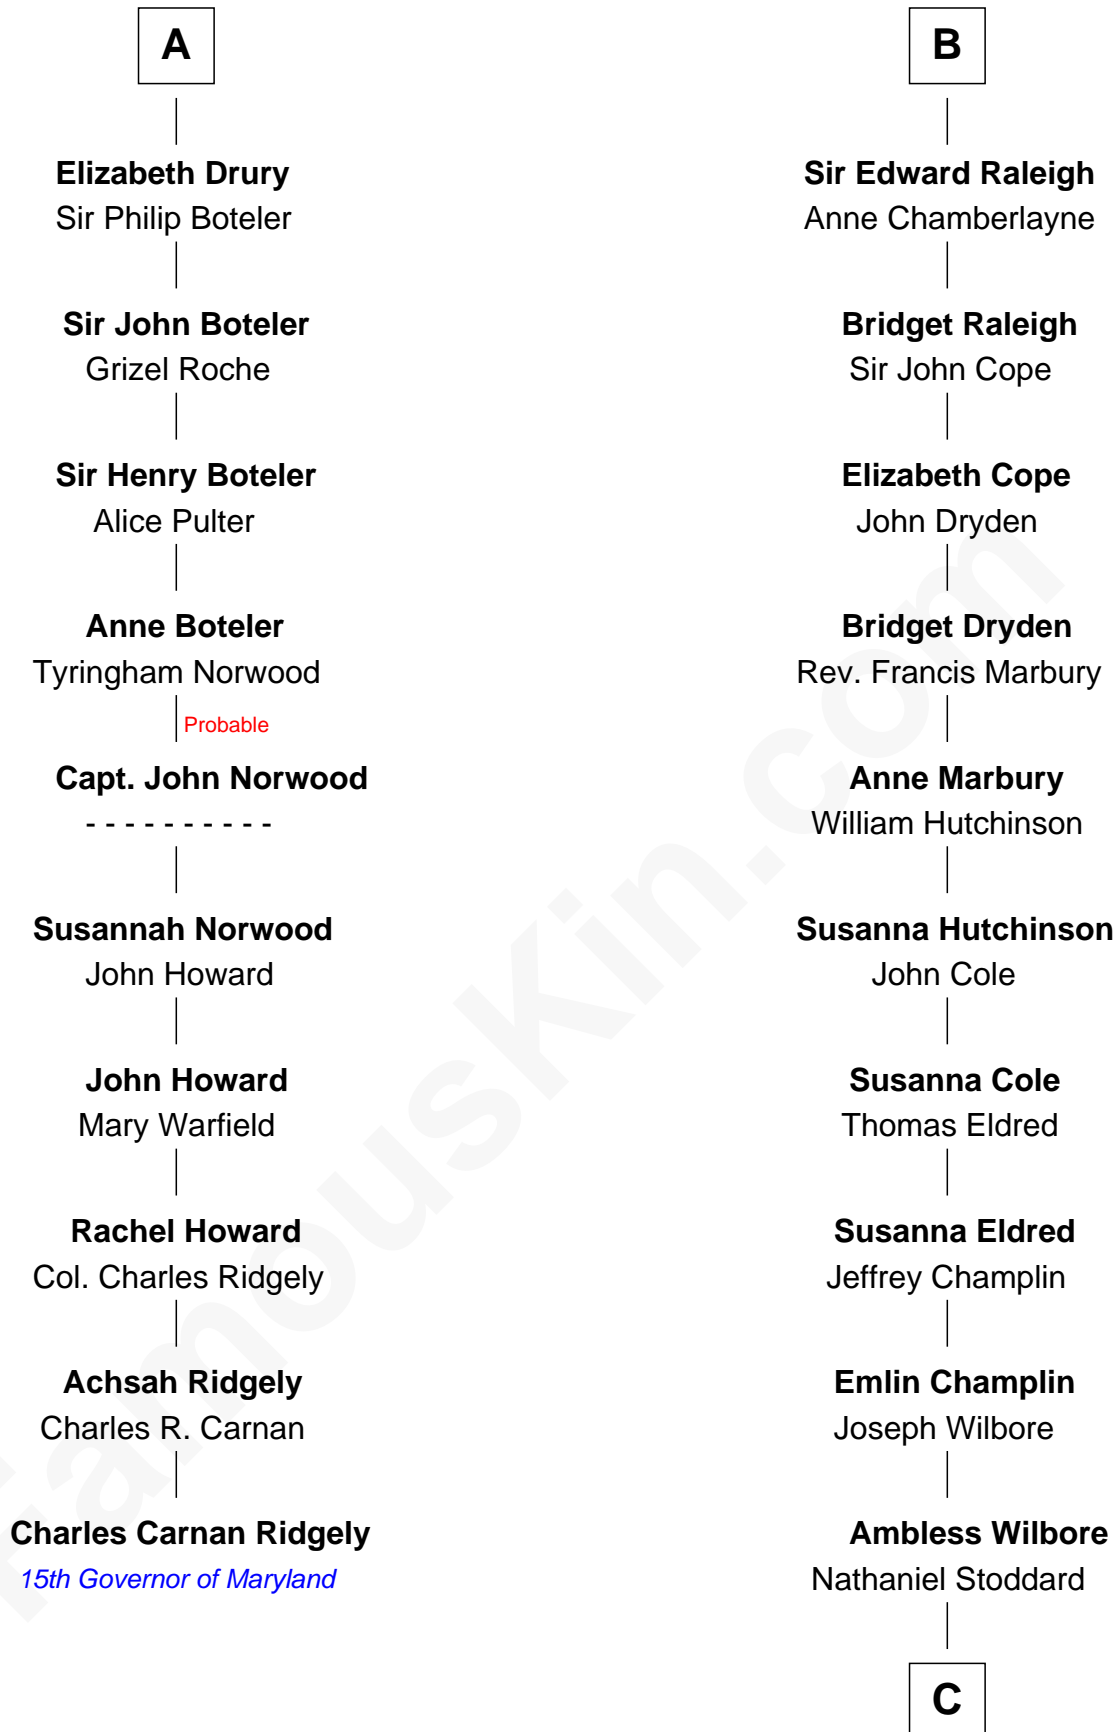 A
Elizabeth Drury
Sir Philip Boteler
Sir John Boteler
Grizel Roche
Sir Henry Boteler
Alice Pulter
Anne Boteler
Tyringham Norwood
Probable
Capt. John Norwood
- - - - - - - - - -
Susannah Norwood
John Howard
John Howard
Mary Warfield
Rachel Howard
Col. Charles Ridgely
Achsah Ridgely
Charles R. Carnan
Charles Carnan Ridgely
15th Governor of Maryland
B
Sir Edward Raleigh
Anne Chamberlayne
Bridget Raleigh
Sir John Cope
Elizabeth Cope
John Dryden
Bridget Dryden
Rev. Francis Marbury
Anne Marbury
William Hutchinson
Susanna Hutchinson
John Cole
Susanna Cole
Thomas Eldred
Susanna Eldred
Jeffrey Champlin
Emlin Champlin
Joseph Wilbore
Ambless Wilbore
Nathaniel Stoddard
C
FamousKin.com